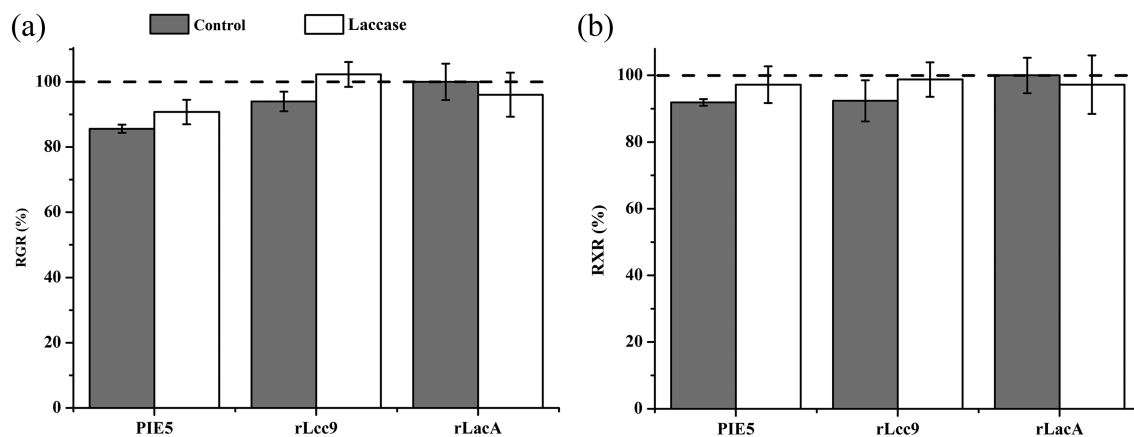 (a)
Control
Laccase
RGR (%)
100
80
60
40
20
0
PIE5
rLcc9
rLacA
(b)
RXR (%)
100
80
60
40
20
0
PIE5
rLcc9
rLacA